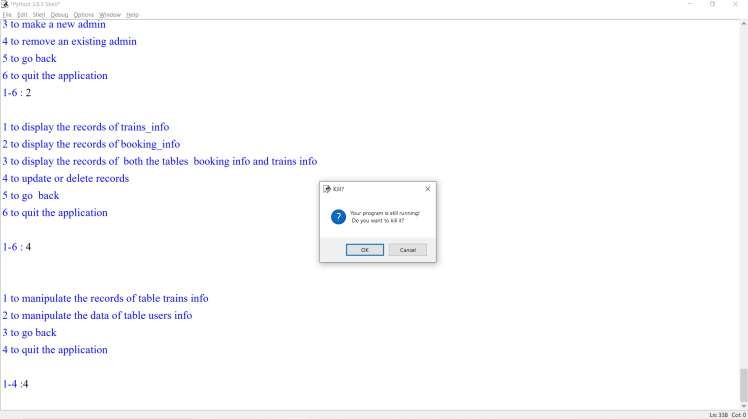 *Python 3.8.5 Shell*
File Edit Shell Debug Options Window Help
3 to make a new admin
4 to remove an existing admin
5 to go back
6 to quit the application
1-6 : 2
1 to display the records of trains_info
2 to display the records of booking_info
3 to display the records of both the tables booking info and trains info
4 to update or delete records
5 to go back
6 to quit the application
1-6 : 4
Kill?
Your program is still running!
Do you want to kill it?
OK Cancel
1 to manipulate the records of table trains info
2 to manipulate the data of table users info
3 to go back
4 to quit the application
1-4 :4
Ln: 338 Col: 0